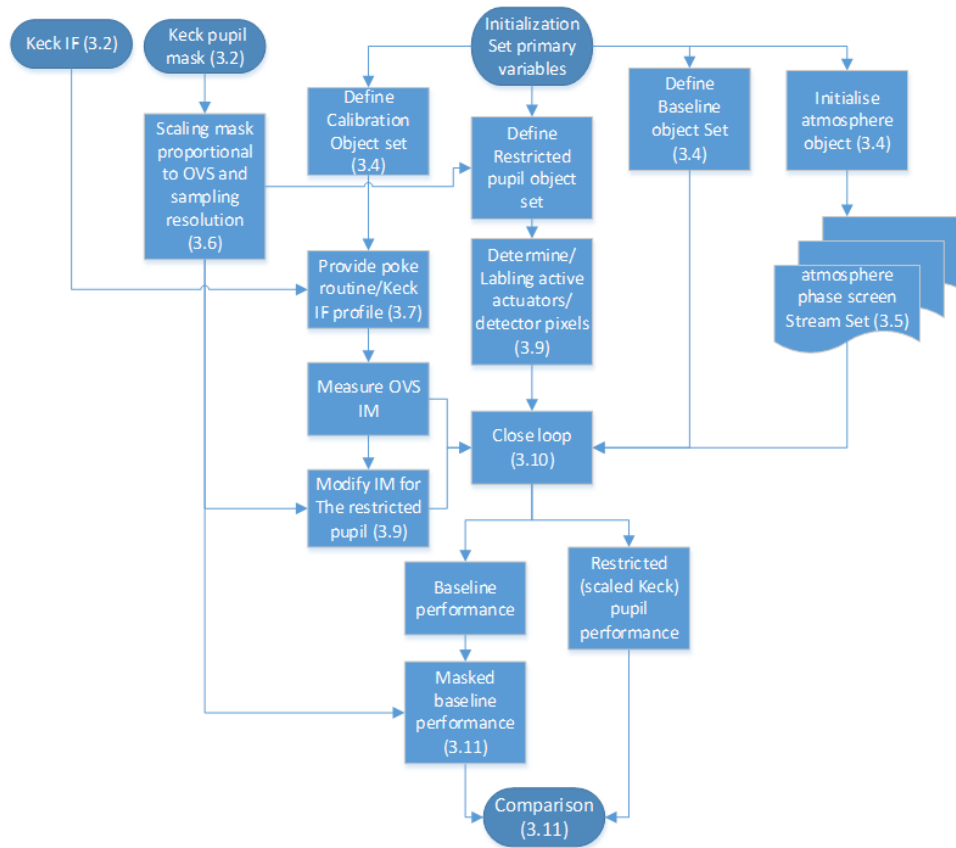 Keck IF (3.2)
Keck pupil
mask (3.2)
Initialization
Set primary
variables
Scaling mask
proportional
to OVS and
sampling
resolution
(3.6)
Define
Calibration
Object set
(3.4)
Define
Restricted
pupil object
set
Define
Baseline
object Set
(3.4)
Initialise
atmosphere
object (3.4)
Provide poke
routine/Keck
IF profile (3.7)
Determine/
Labling active
actuators/
detector pixels
(3.9)
atmosphere
phase screen
Stream Set (3.5)
Measure OVS
IM
Modify IM for
The restricted
pupil (3.9)
Close loop
(3.10)
Baseline
performance
Restricted
(scaled Keck)
pupil
performance
Masked
baseline
performance
(3.11)
Comparison
(3.11)